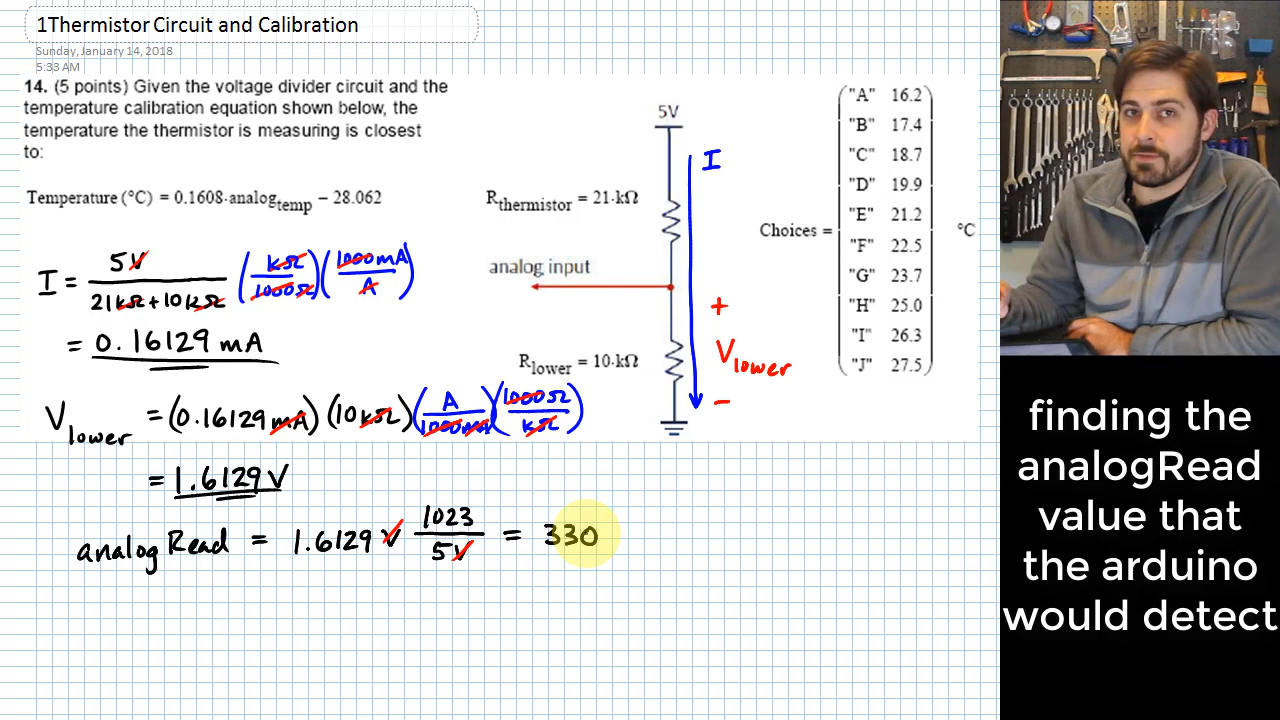 1Thermistor Circuit and Calibration
Sunday, January 14, 2018
5:33 AM
14. (5 points) Given the voltage divider circuit and the
temperature calibration equation shown below, the
temperature the thermistor is measuring is closest
to:
Temperature (°C) = 0.1608·analog_temp − 28.062
I = 5V / 21kΩ + 10kΩ (kΩ / 1000Ω) (1000mA / A)
= 0.16129 mA
V_lower = (0.16129 mA) (10kΩ) (A / 1000mA) (1000Ω / kΩ)
= 1.6129 V
analog Read = 1.6129 V 1023 / 5V = 330
5V
I
R_thermistor = 21·kΩ
analog input
+
V_lower
−
R_lower = 10·kΩ
Choices =
"A" 16.2
"B" 17.4
"C" 18.7
"D" 19.9
"E" 21.2
"F" 22.5
"G" 23.7
"H" 25.0
"I" 26.3
"J" 27.5
°C
finding the
analogRead
value that
the arduino
would detect